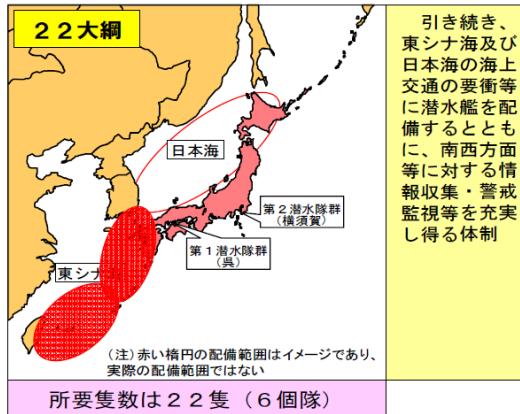 ２２大綱
引き続き、
東シナ海及び
日本海の海上
交通の要衝等
に潜水艦を配
備するととも
に、南西方面
等に対する情
報収集・警戒
監視等を充実
し得る体制
日本海
第２潜水隊群
（横須賀）
第１潜水隊群
（呉）
東シナ海
（注）赤い楕円の配備範囲はイメージであり、
実際の配備範囲ではない
所要隻数は２２隻（６個隊）